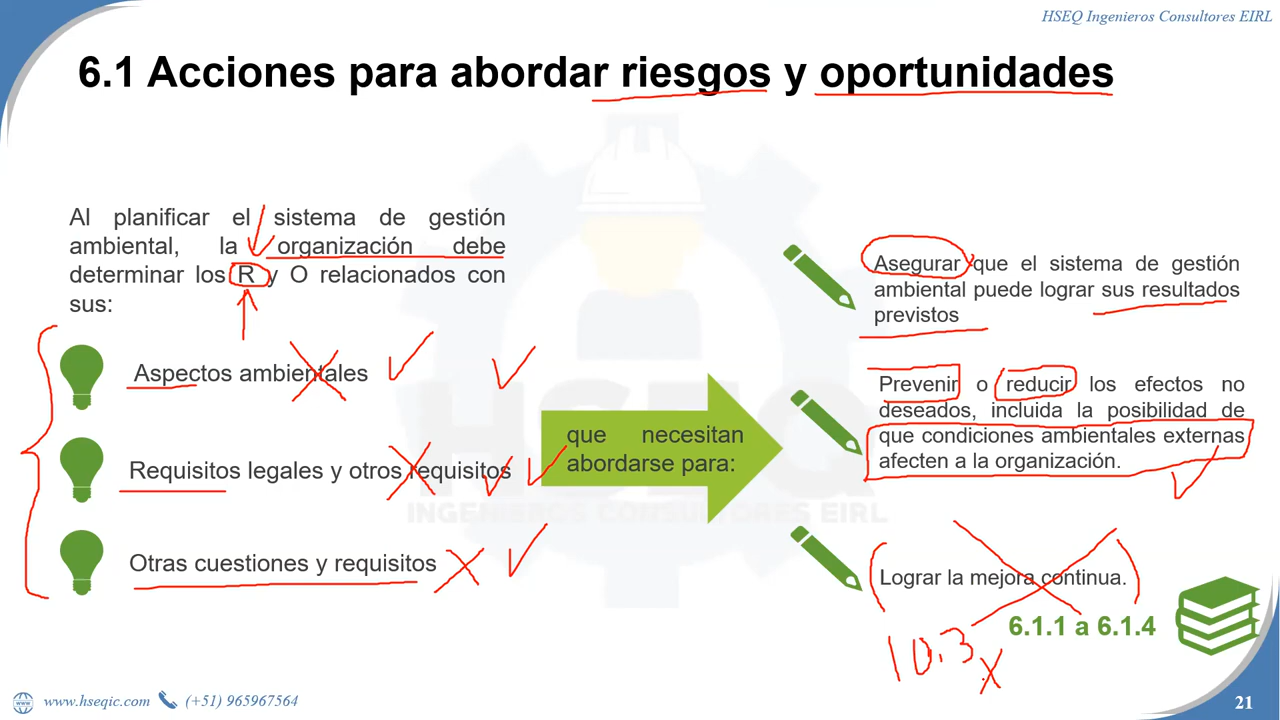 HSEQ Ingenieros Consultores EIRL
6.1 Acciones para abordar riesgos y oportunidades
Al planificar el sistema de gestión
ambiental, la organización debe
determinar los R y O relacionados con
sus:
Aspectos ambientales
Requisitos legales y otros requisitos
Otras cuestiones y requisitos
que necesitan
abordarse para:
Asegurar que el sistema de gestión
ambiental puede lograr sus resultados
previstos
Prevenir o reducir los efectos no
deseados, incluida la posibilidad de
que condiciones ambientales externas
afecten a la organización.
Lograr la mejora continua.
6.1.1 a 6.1.4
10.3
HSEQ
INGENIEROS CONSULTORES EIRL
www.hseqic.com (+51) 965967564
21